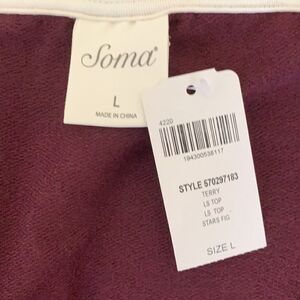 Soma
L
MADE IN CHINA
4220
194300538117
STYLE 570297183
TERRY
LS TOP
LS TOP
STARS FIG
SIZE L